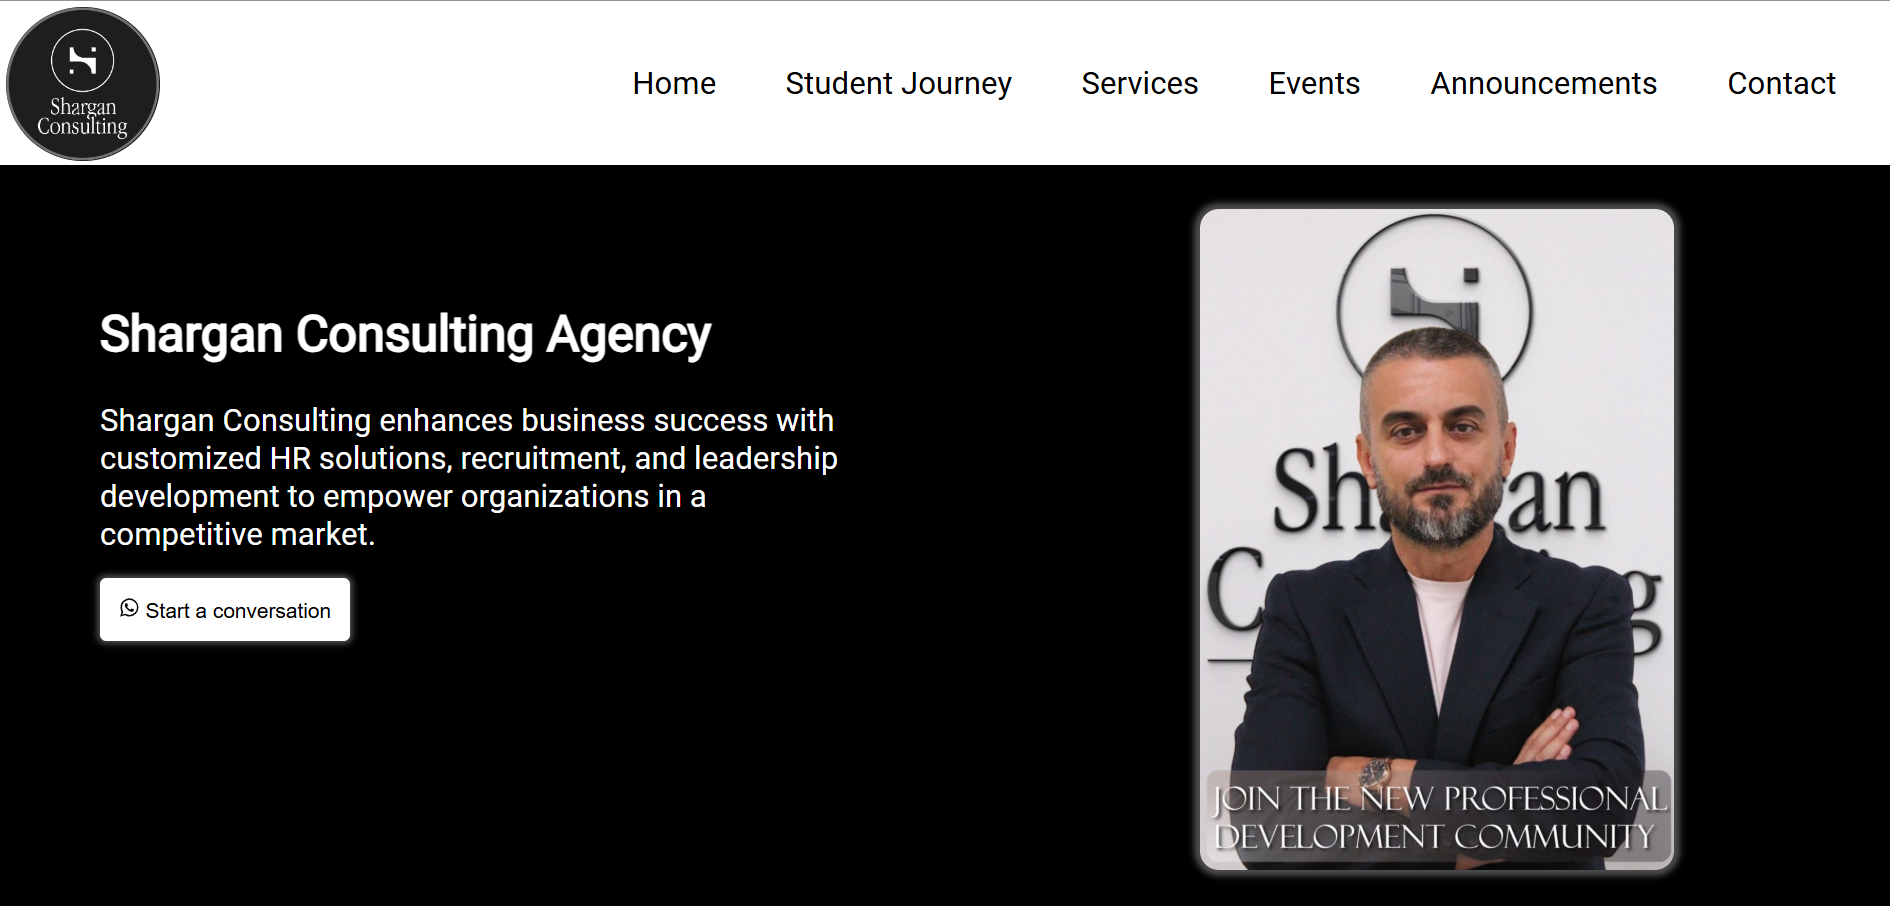 Shargan
Consulting
Home
Student Journey
Services
Events
Announcements
Contact
Shargan Consulting Agency
Shargan Consulting enhances business success with
customized HR solutions, recruitment, and leadership
development to empower organizations in a
competitive market.
Start a conversation
JOIN THE NEW PROFESSIONAL
DEVELOPMENT COMMUNITY